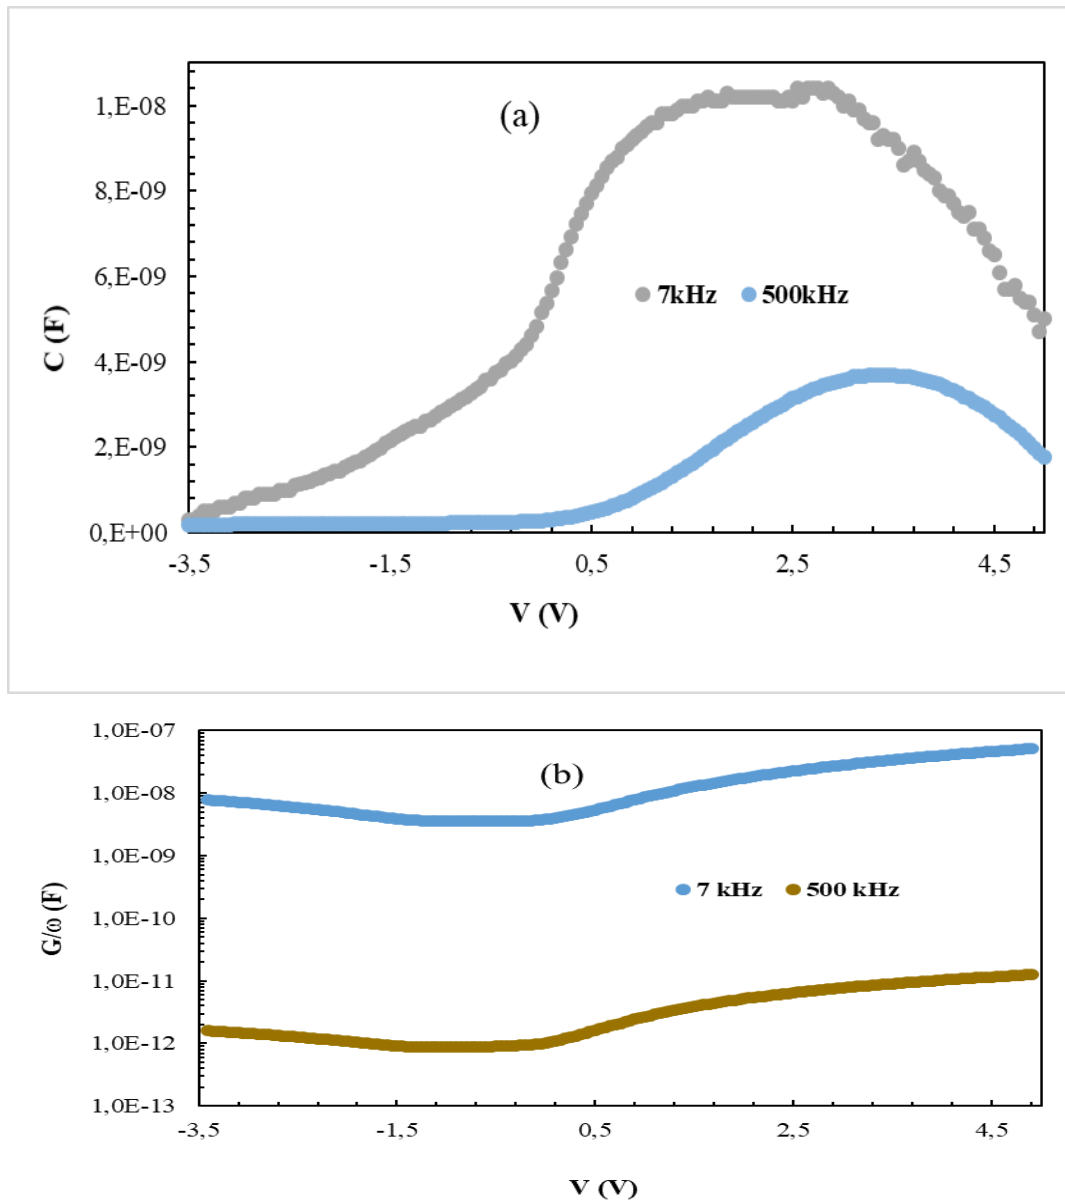 (a)
1,E-08
8,E-09
6,E-09
4,E-09
2,E-09
0,E+00
C (F)
7kHz 500kHz
-3,5 -1,5 0,5 2,5 4,5
V (V)
(b)
1,0E-07
1,0E-08
1,0E-09
1,0E-10
1,0E-11
1,0E-12
1,0E-13
G/ω (F)
7 kHz 500 kHz
-3,5 -1,5 0,5 2,5 4,5
V (V)